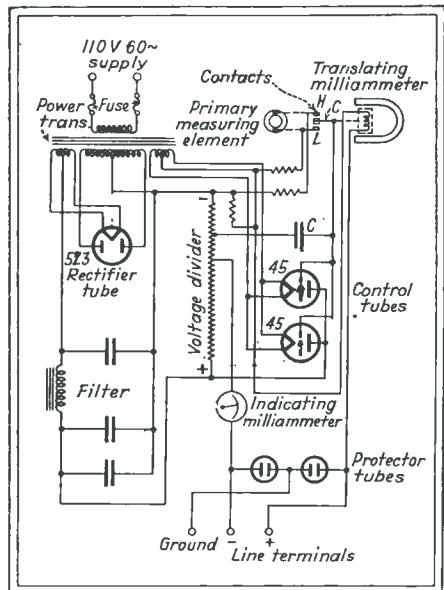 110 V 60~
supply
Fuse
Power
trans.
Contacts
H
C
L
Translating
milliammeter
Primary
measuring
element
5Z3
Rectifier
tube
Voltage divider
-
+
C
45
45
Control
tubes
Filter
Indicating
milliammeter
Protector
tubes
Ground
-
+
Line terminals